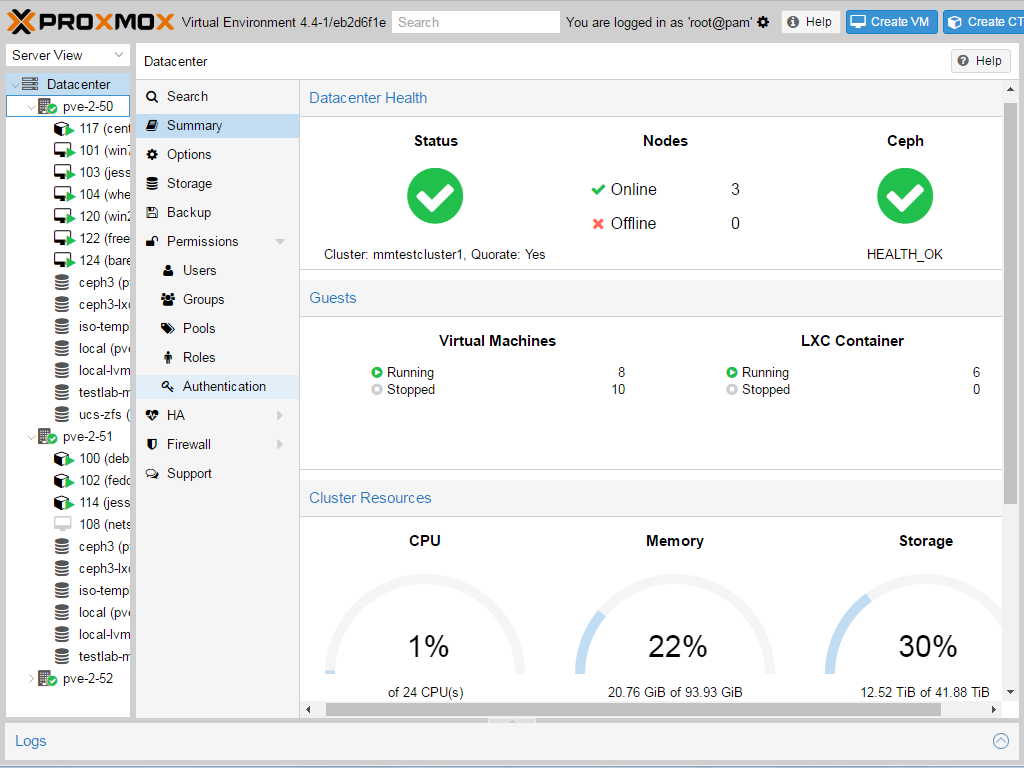 PROXMOX Virtual Environment 4.4-1/eb2d6f1e Search You are logged in as 'root@pam' Help Create VM Create CT
Server View
Datacenter
pve-2-50
117 (cent
101 (win7
103 (jess
104 (whe
120 (win2
122 (free
124 (bare
ceph3 (p
ceph3-lxc
iso-temp
local (pve
local-lvm
testlab-m
ucs-zfs (
pve-2-51
100 (deb
102 (fedo
114 (jess
108 (nets
ceph3 (p
ceph3-lxc
iso-temp
local (pve
local-lvm
testlab-m
pve-2-52
Datacenter Help
Search
Summary
Options
Storage
Backup
Permissions
Users
Groups
Pools
Roles
Authentication
HA
Firewall
Support
Datacenter Health
Status Nodes Ceph
Online 3
Offline 0
Cluster: mmtestcluster1, Quorate: Yes HEALTH_OK
Guests
Virtual Machines LXC Container
Running 8 Running 6
Stopped 10 Stopped 0
Cluster Resources
CPU Memory Storage
1% 22% 30%
of 24 CPU(s) 20.76 GiB of 93.93 GiB 12.52 TiB of 41.88 TiB
Logs